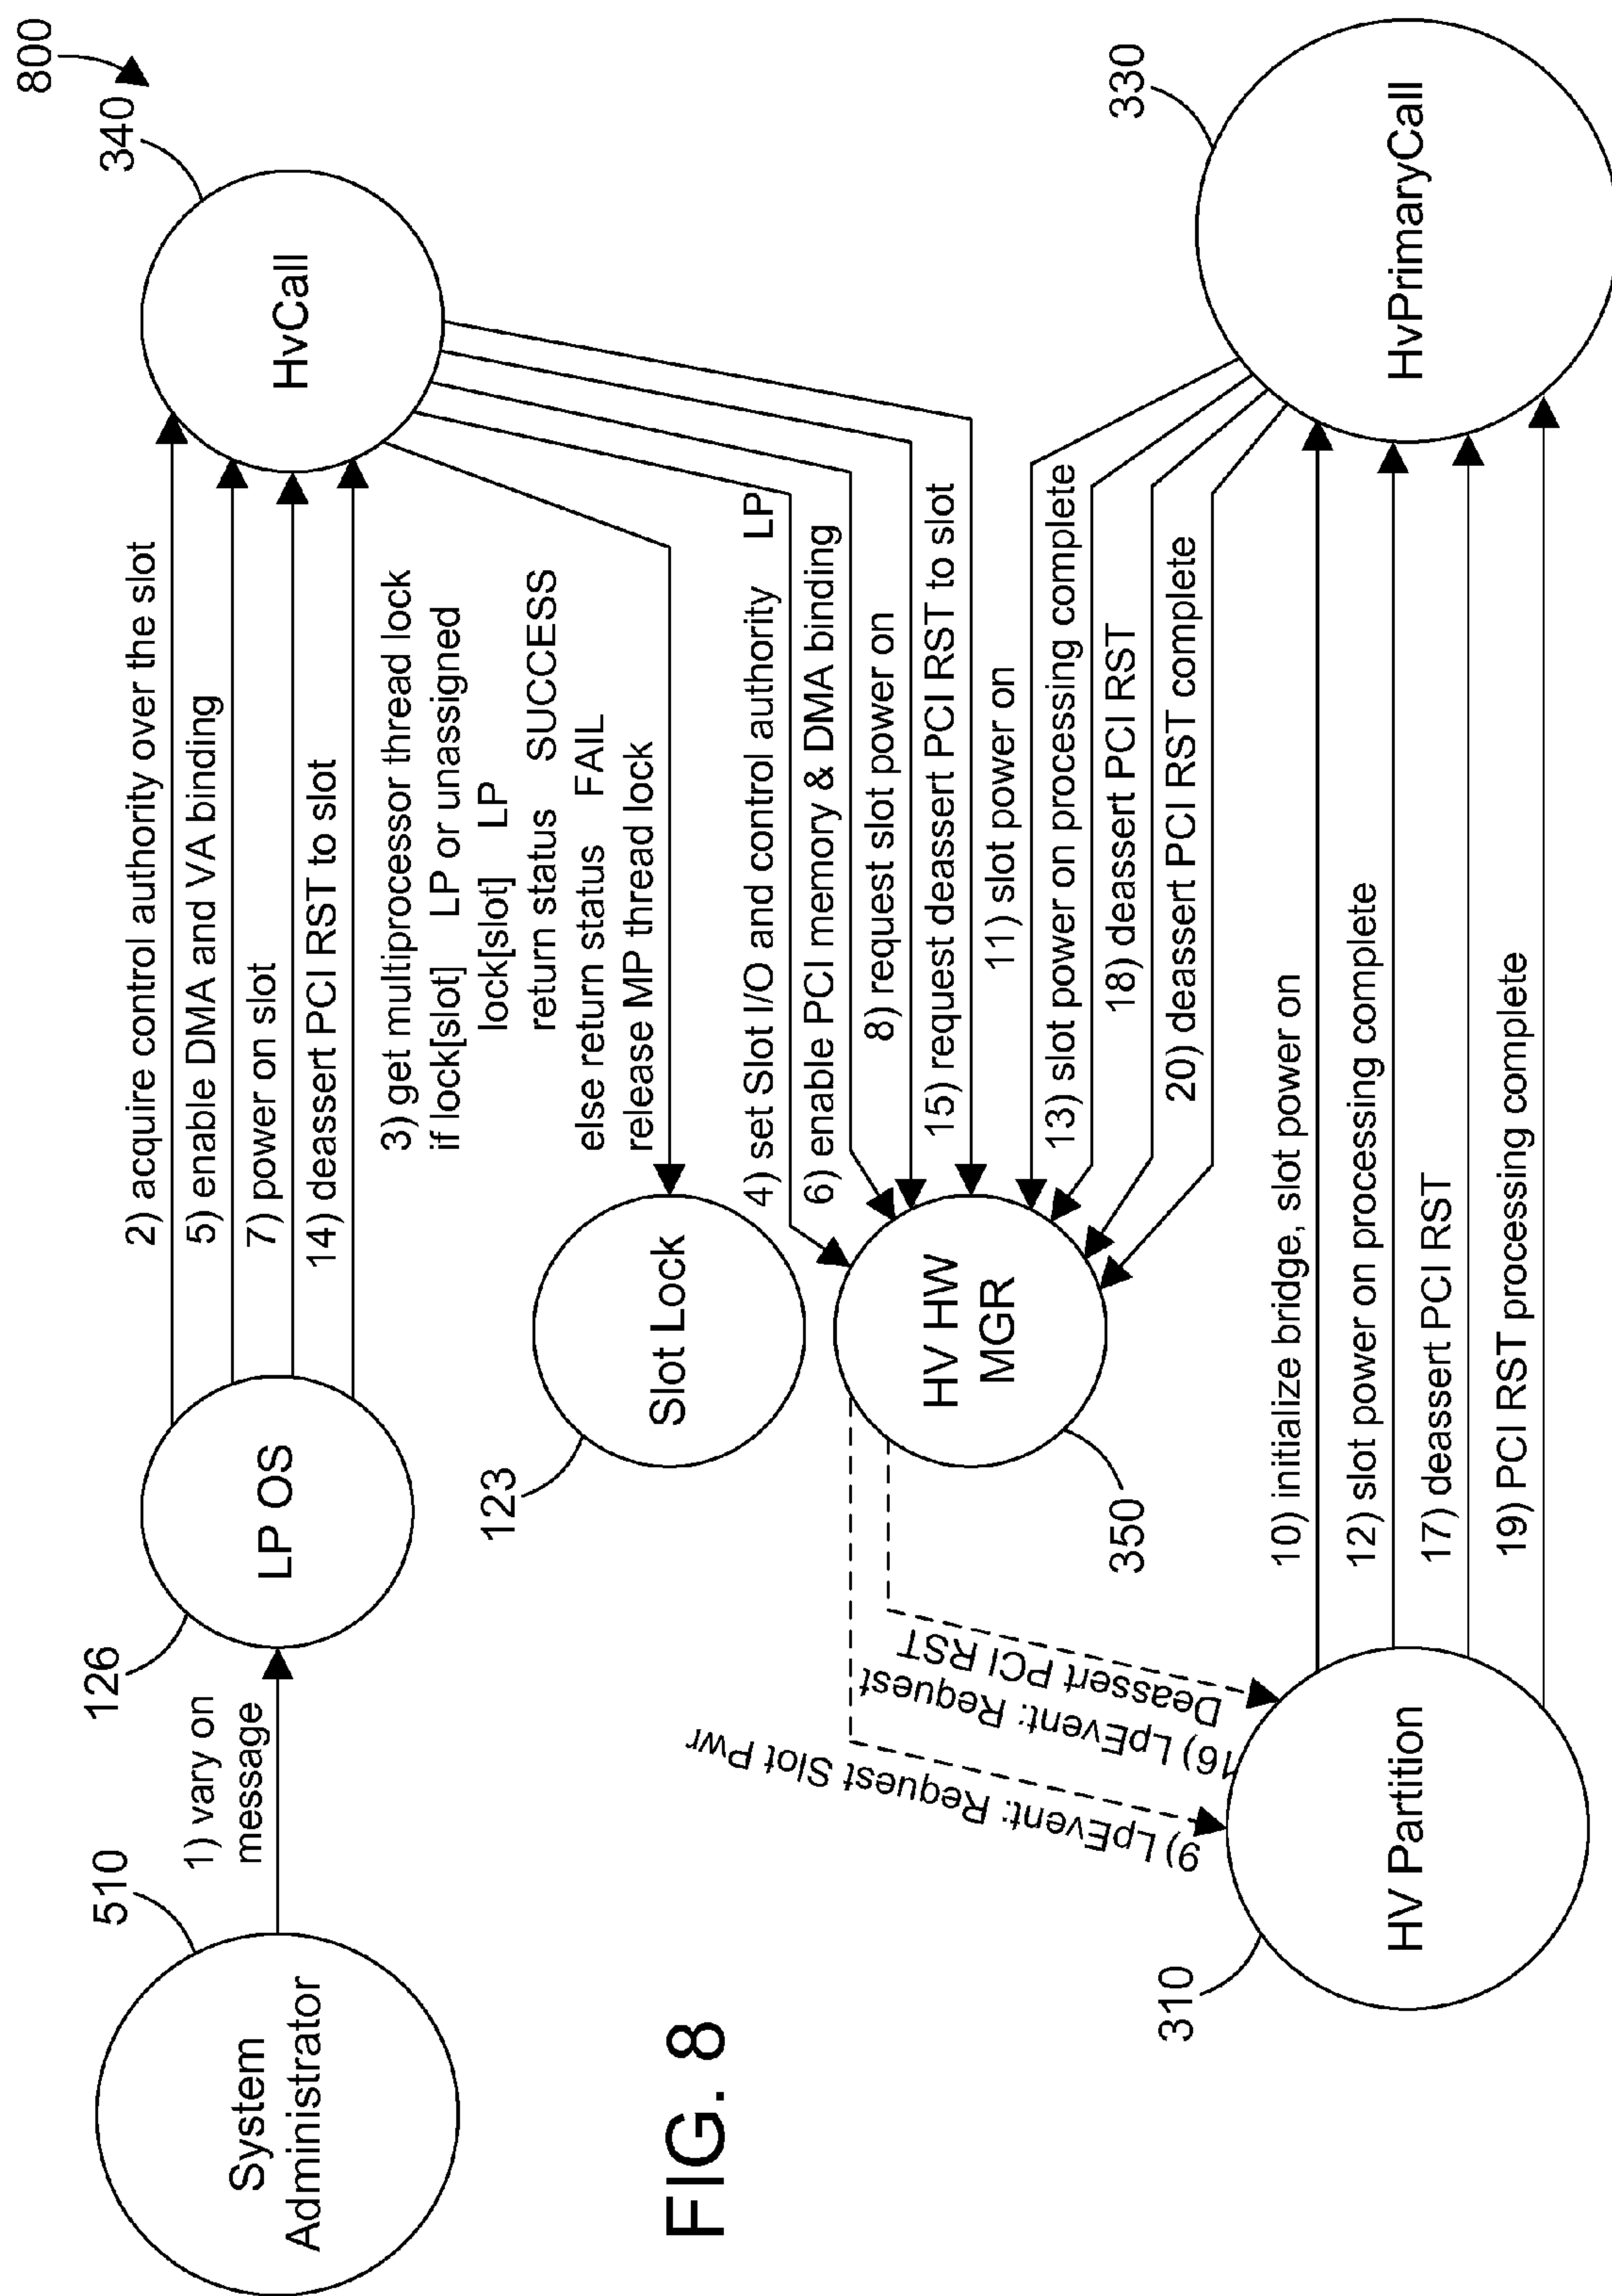 800
340
HvCall
2) acquire control authority over the slot
5) enable DMA and VA binding
7) power on slot
14) deassert PCI RST to slot
126
LP OS
510
System
Administrator
1) vary on
message
3) get multiprocessor thread lock
if lock[slot] LP or unassigned
lock[slot] LP
return status SUCCESS
else return status FAIL
release MP thread lock
123
Slot Lock
4) set Slot I/O and control authority LP
6) enable PCI memory & DMA binding
8) request slot power on
15) request deassert PCI RST to slot
HV HW
MGR
350
11) slot power on
13) slot power on processing complete
18) deassert PCI RST
20) deassert PCI RST complete
330
HvPrimaryCall
9) LpEvent: Request Slot Pwr
16) LpEvent: Request
Deassert PCI RST
10) initialize bridge, slot power on
12) slot power on processing complete
17) deassert PCI RST
19) PCI RST processing complete
310
HV Partition
FIG. 8